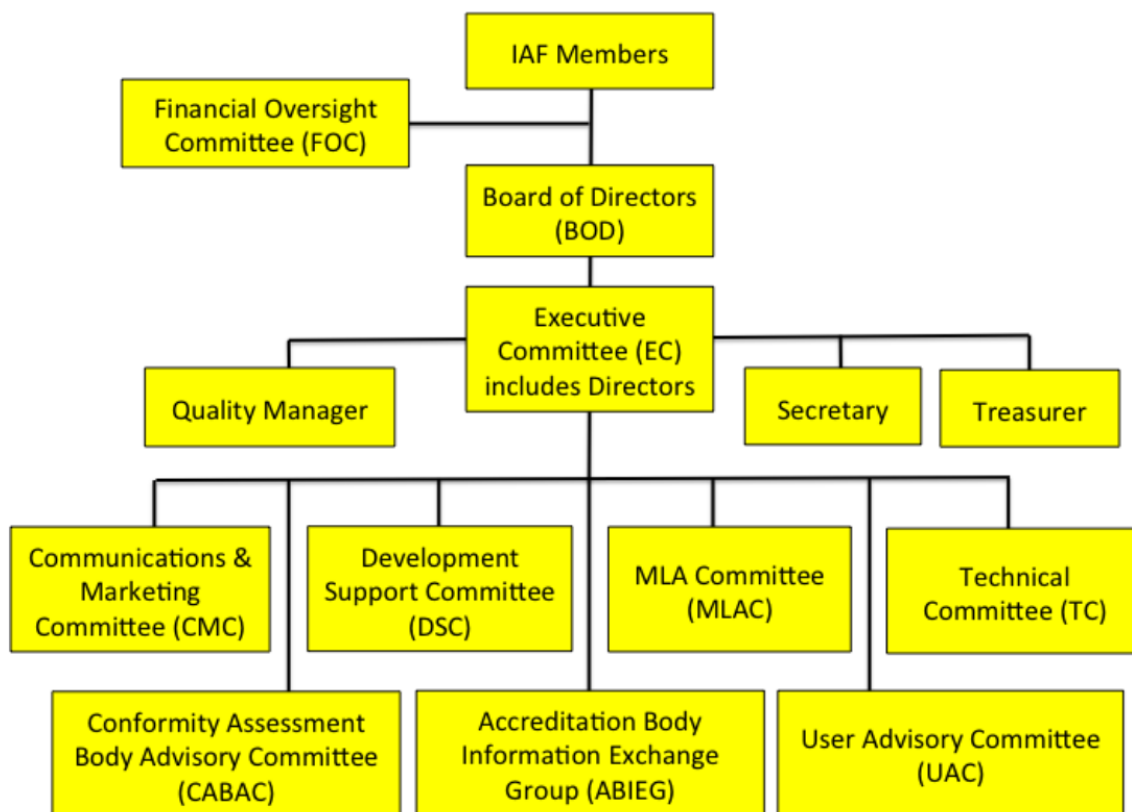 IAF Members
Financial Oversight
Committee (FOC)
Board of Directors
(BOD)
Executive
Committee (EC)
includes Directors
Quality Manager
Secretary
Treasurer
Communications &
Marketing
Committee (CMC)
Development
Support Committee
(DSC)
MLA Committee
(MLAC)
Technical
Committee (TC)
Conformity Assessment
Body Advisory Committee
(CABAC)
Accreditation Body
Information Exchange
Group (ABIEG)
User Advisory Committee
(UAC)